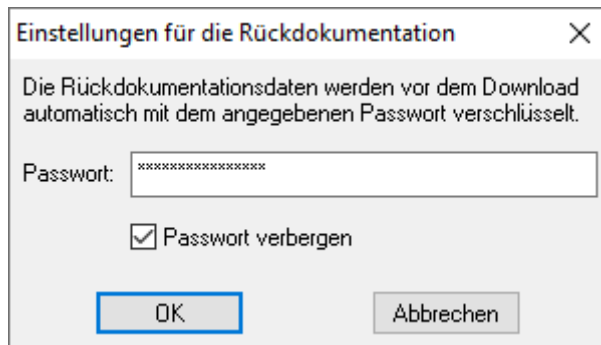 Einstellungen für die Rückdokumentation
Die Rückdokumentationsdaten werden vor dem Download
automatisch mit dem angegebenen Passwort verschlüsselt.
Passwort: ****************
Passwort verbergen
OK Abbrechen